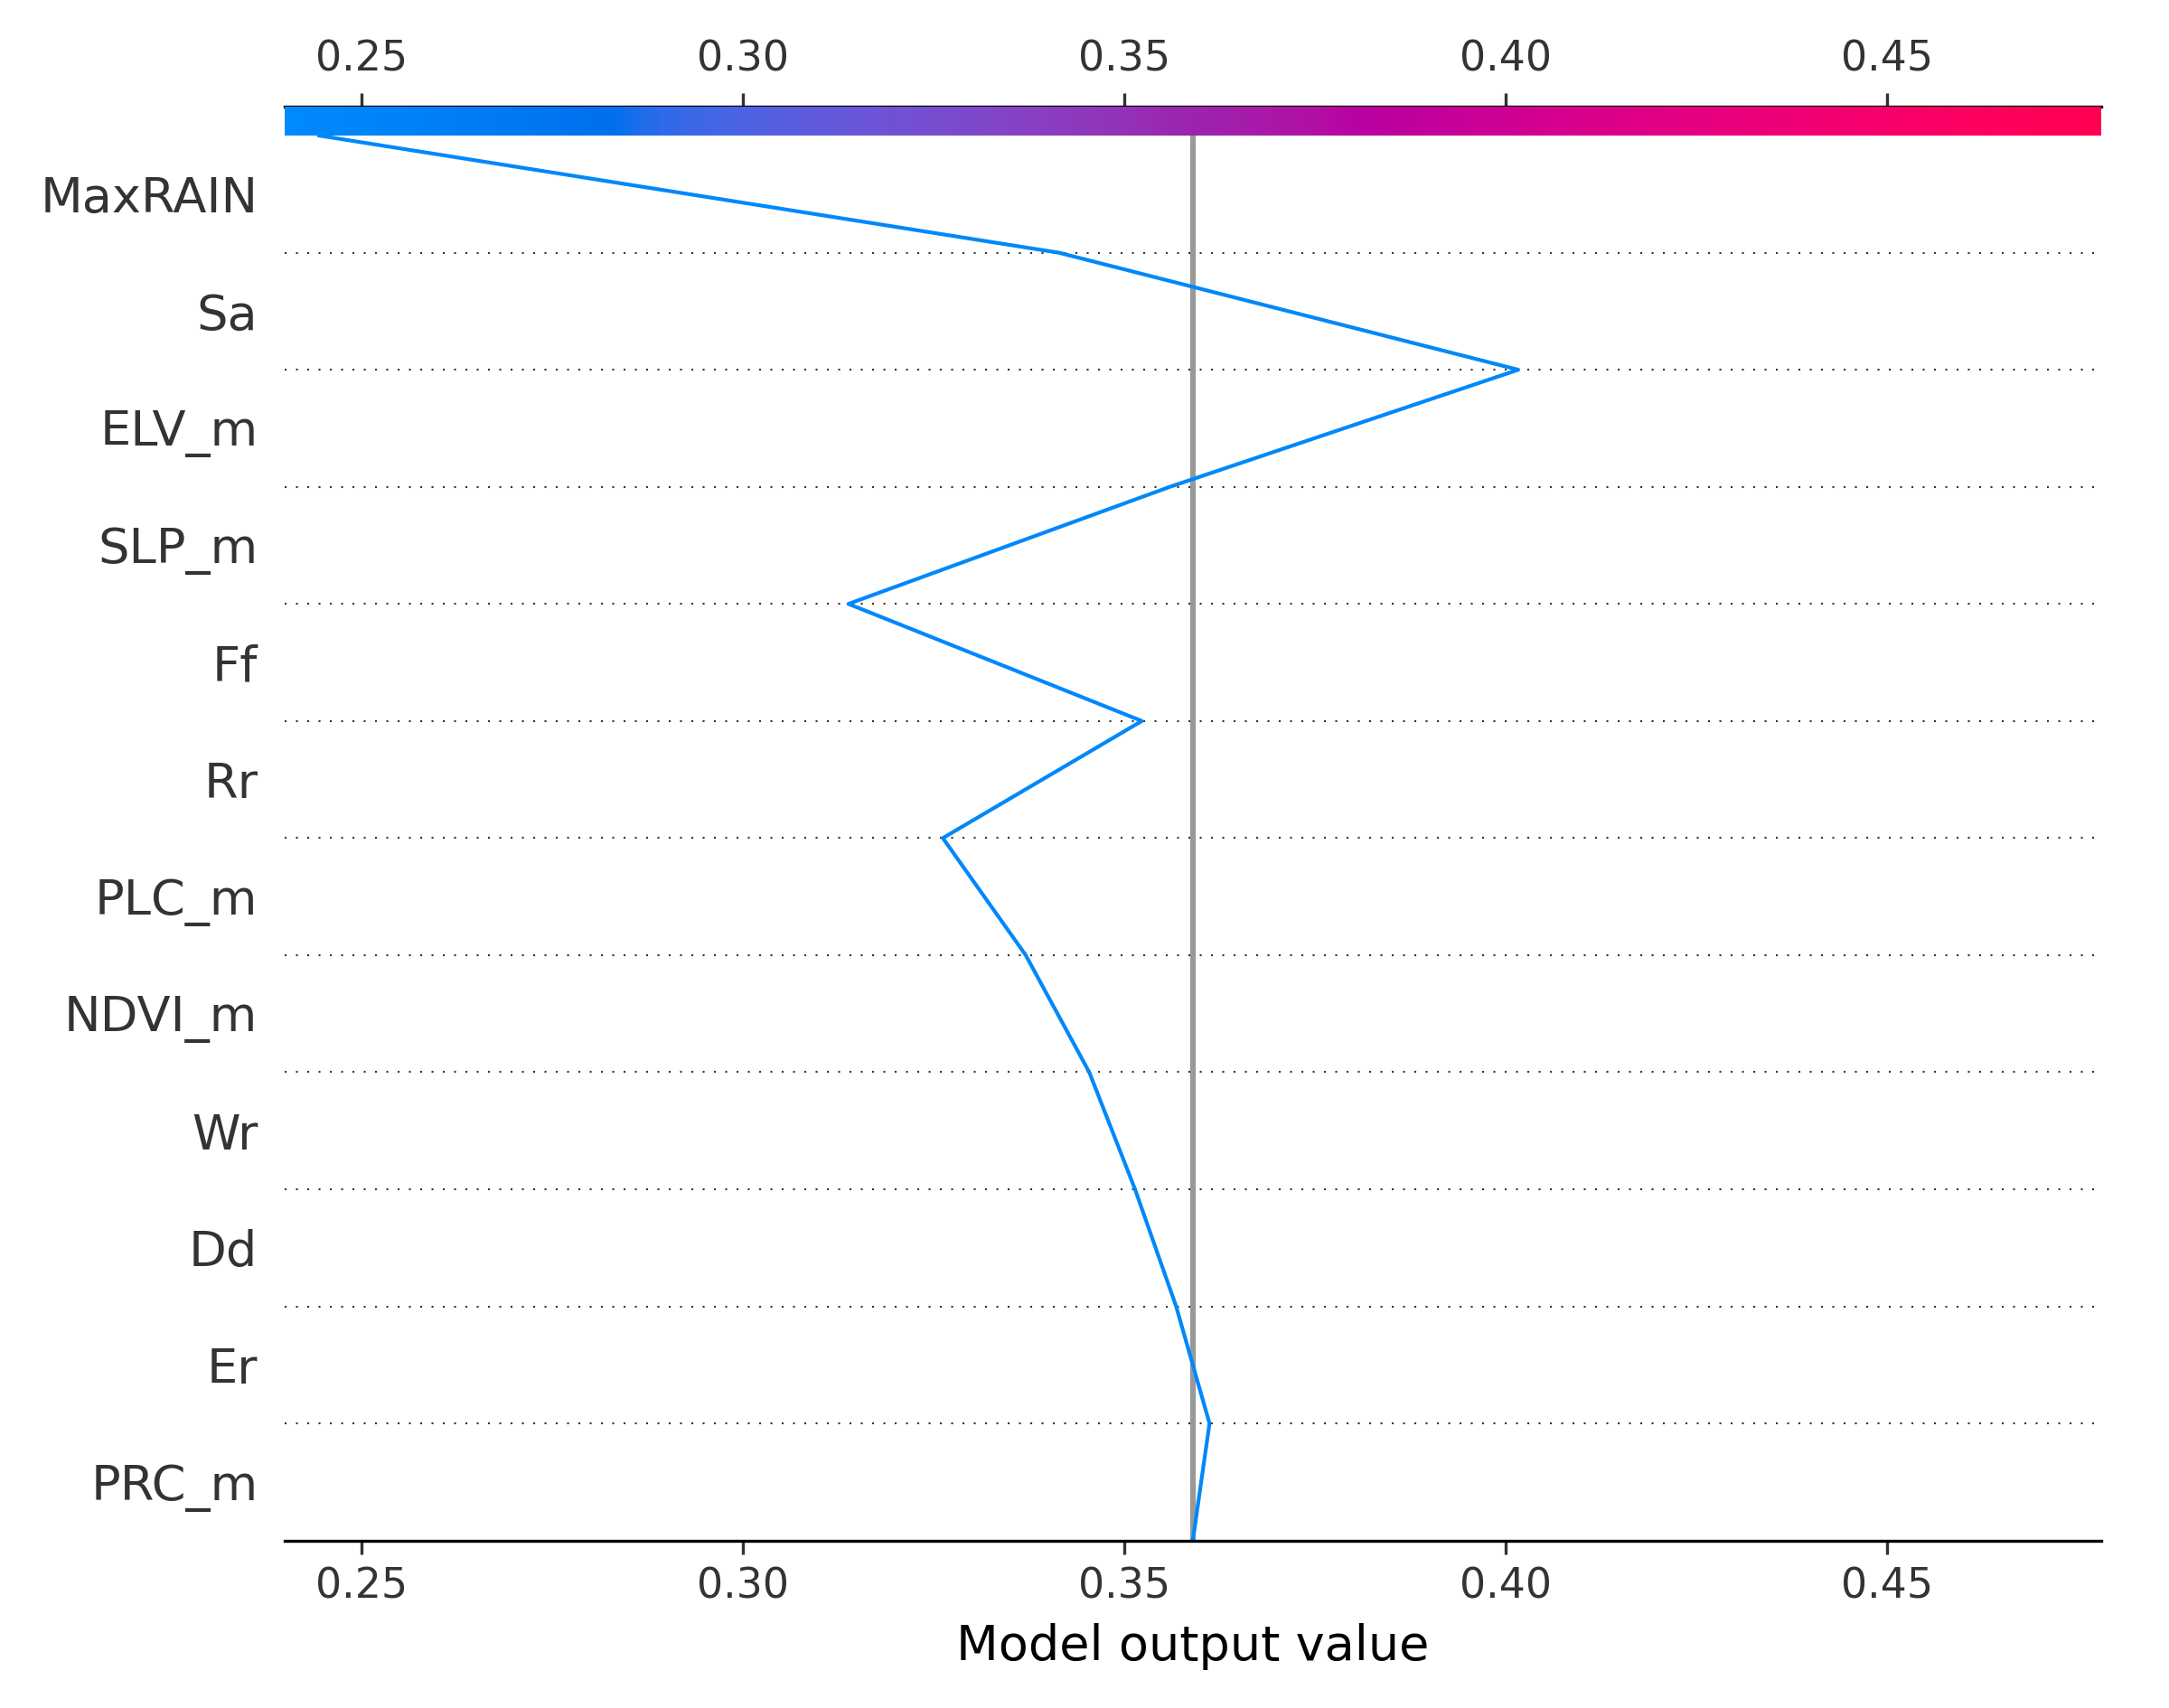 0.25 0.30 0.35 0.40 0.45
MaxRAIN
Sa
ELV_m
SLP_m
Ff
Rr
PLC_m
NDVI_m
Wr
Dd
Er
PRC_m
0.25 0.30 0.35 0.40 0.45
Model output value